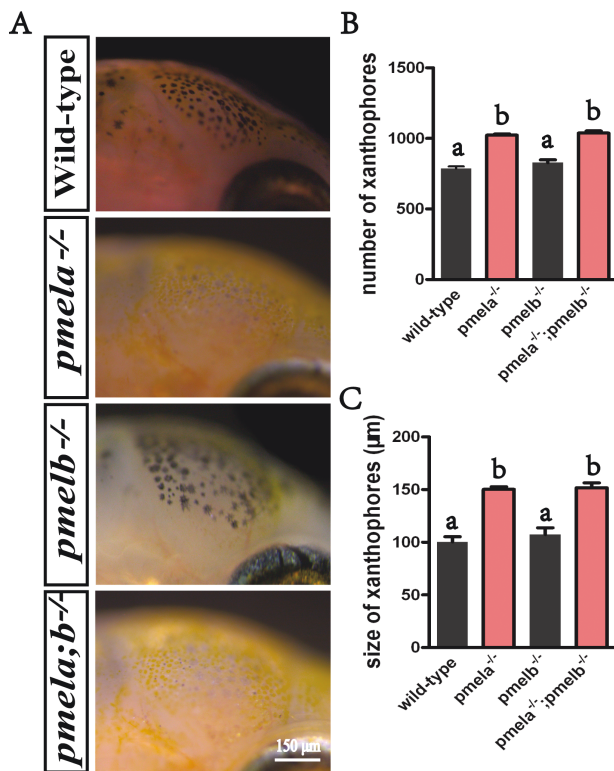 A
Wild-type
pmela-/-
pmelb-/-
pmela;b-/-
150 µm
B
number of xanthophores
1500
1000
500
0
a
b
a
b
wild-type
pmela-/-
pmelb-/-
pmela-/-;pmelb-/-
C
size of xanthophores (µm)
200
150
100
50
0
a
b
a
b
wild-type
pmela-/-
pmelb-/-
pmela-/-;pmelb-/-